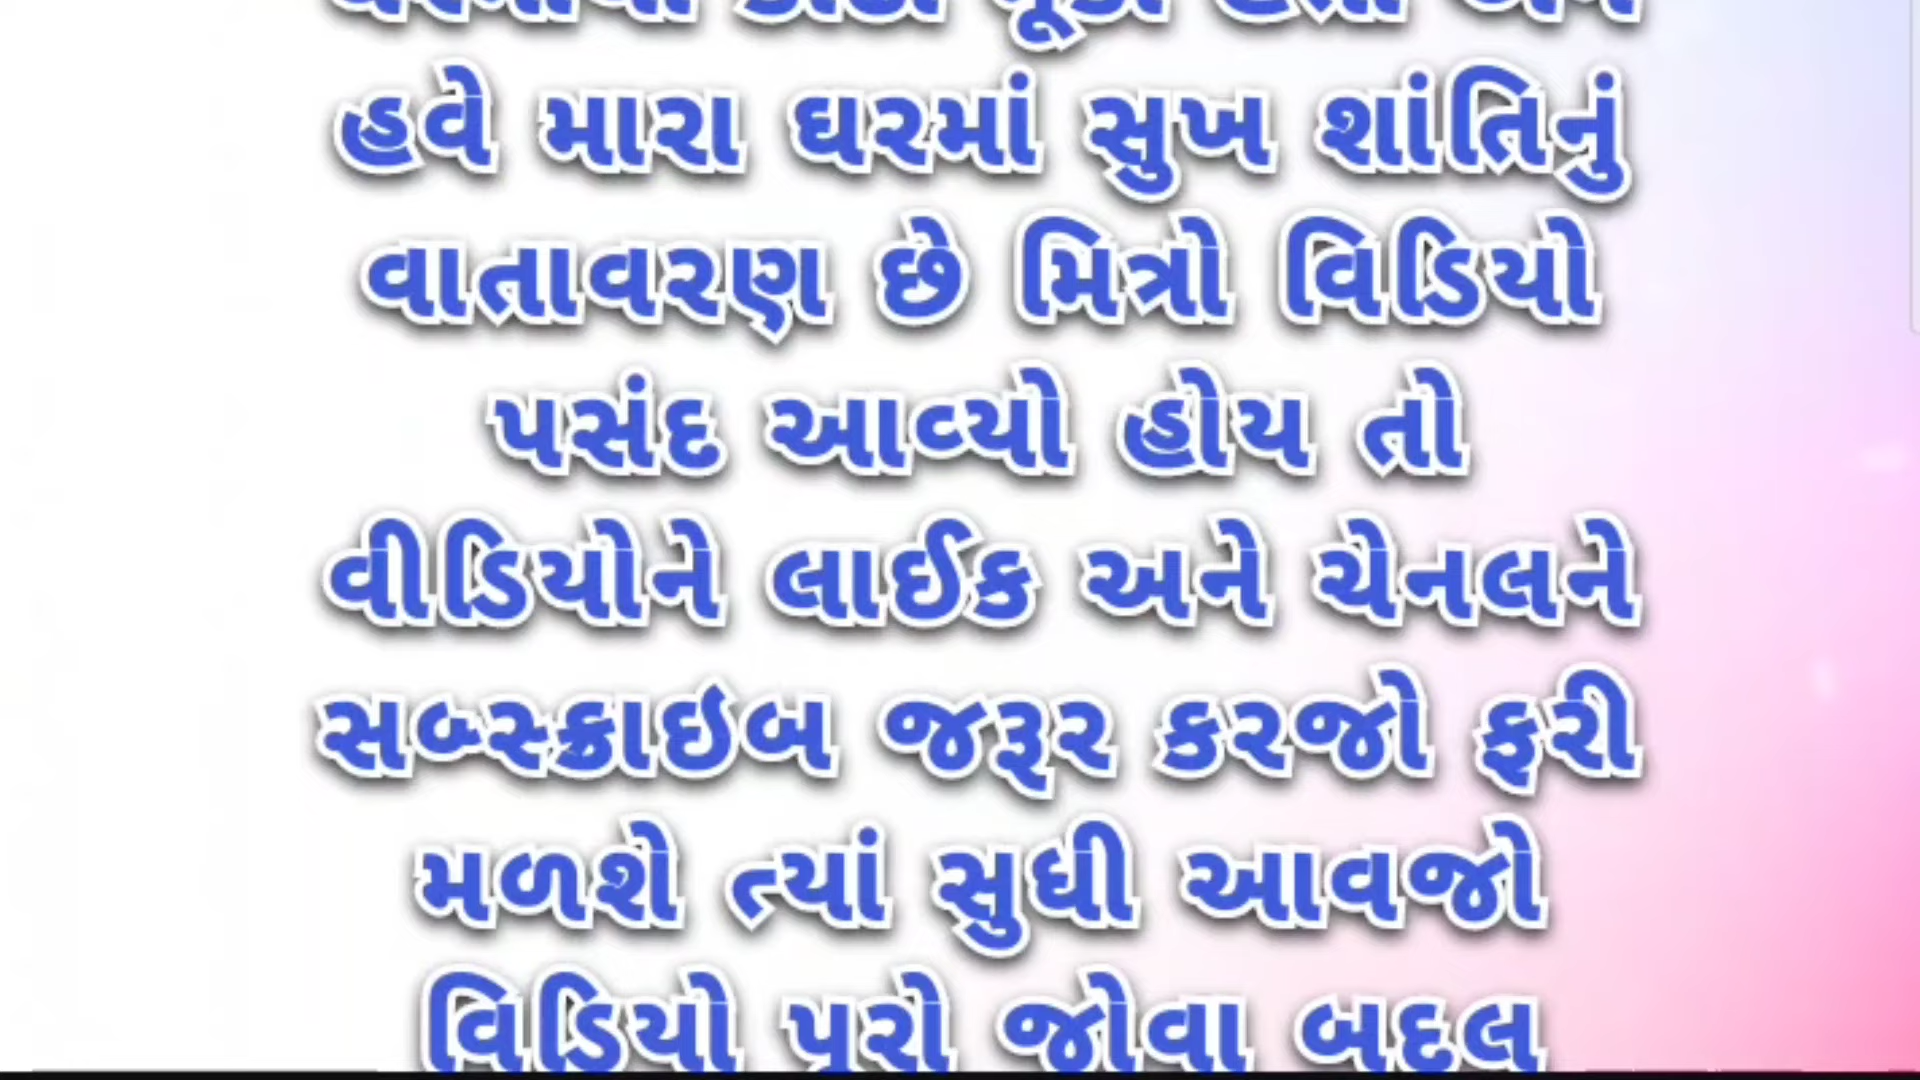 હવે મારા ઘરમાં સુખ શાંતિનું
વાતાવરણ છે મિત્રો વિડિયો
પસંદ આવ્યો હોય તો
વીડિયોને લાઈક અને ચેનલને
સબ્સ્ક્રાઇબ જરૂર કરજો ફરી
મળશે ત્યાં સુધી આવજો
વિડિયો પૂરો જોવા બદલ